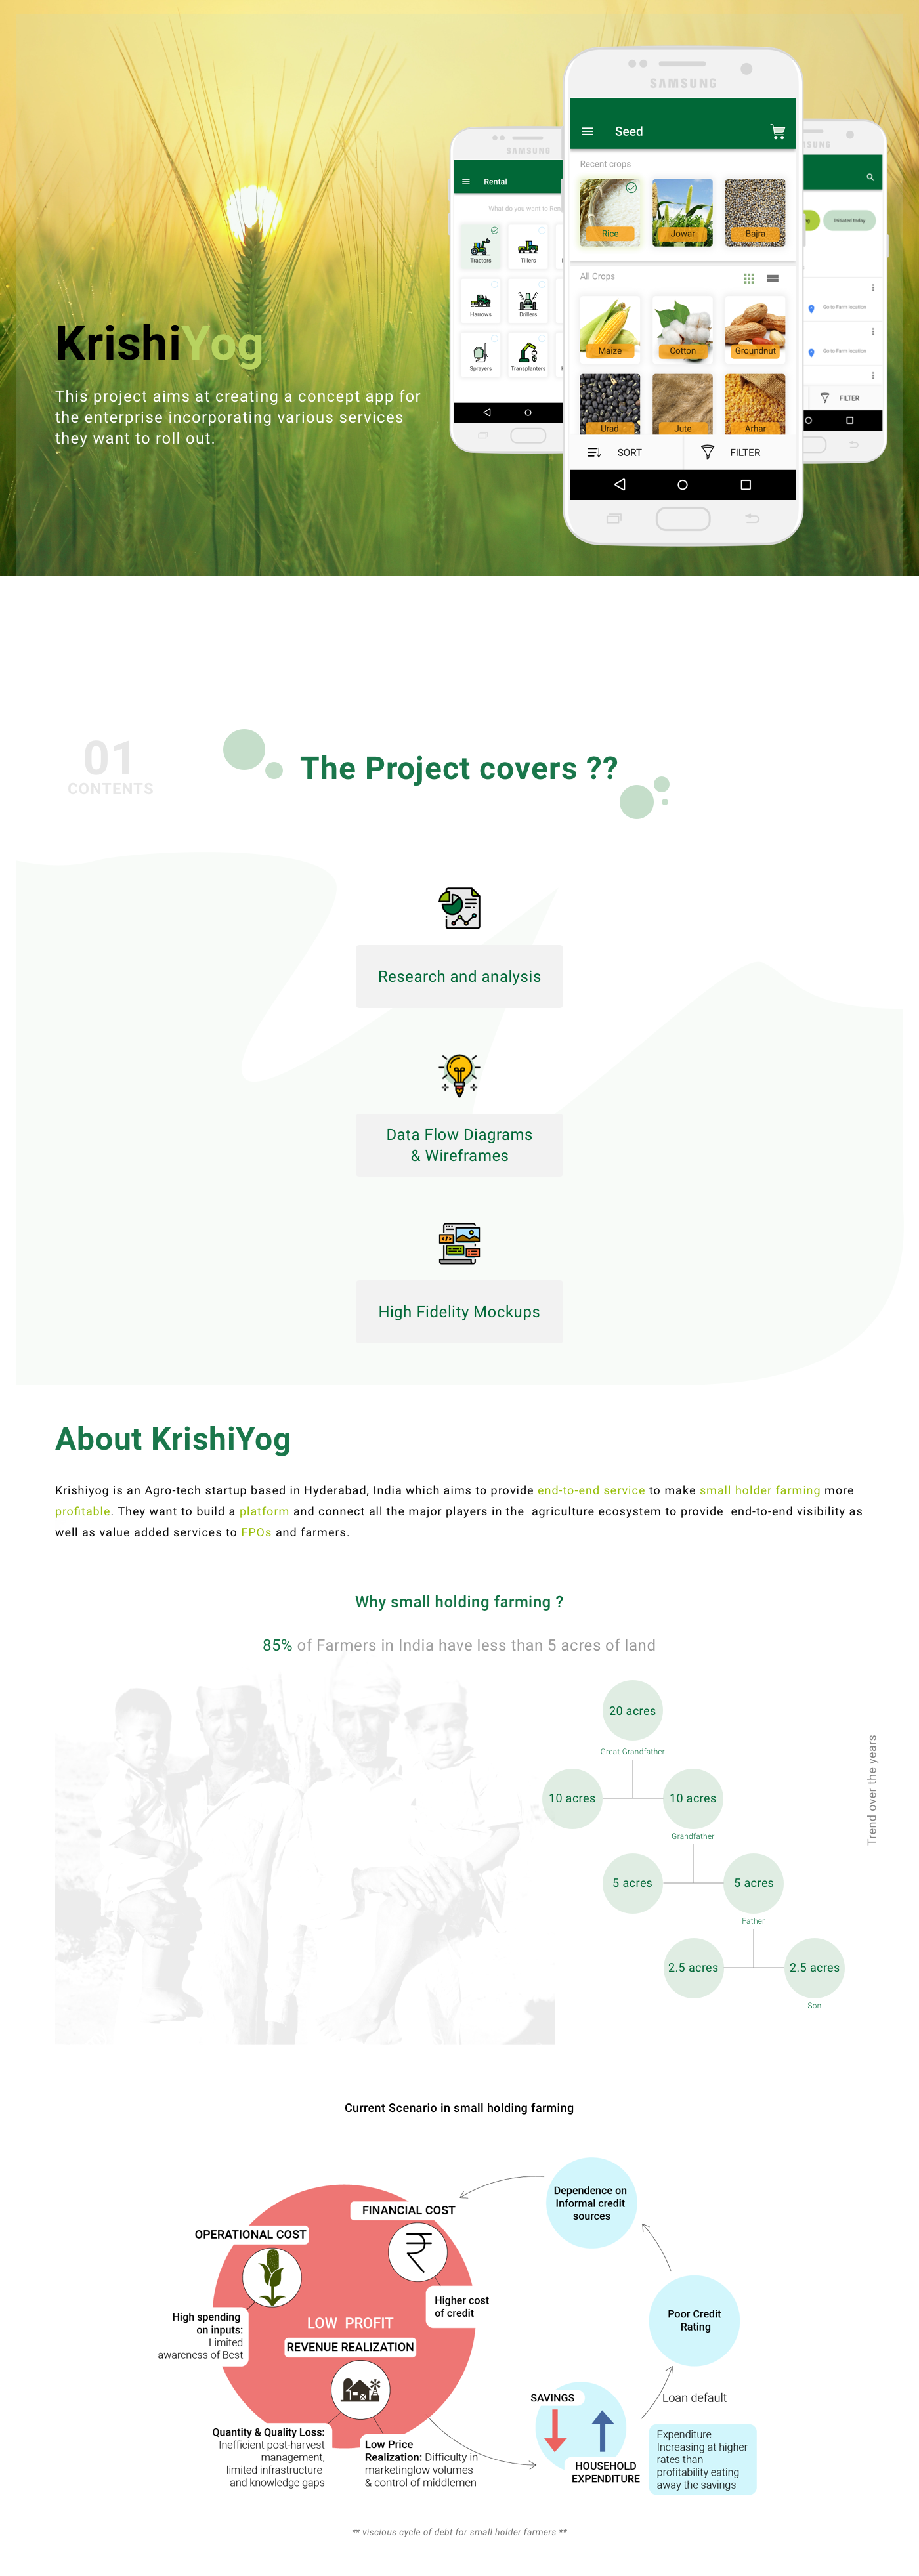 KrishiYog
This project aims at creating a concept app for
the enterprise incorporating various services
they want to roll out.
SAMSUNG
Rental
What do you want to Ren
Tractors
Tillers
Harrows
Drillers
Sprayers
Transplanters
SAMSUNG
Seed
Recent crops
Rice
Jowar
Bajra
All Crops
Maize
Cotton
Groundnut
Urad
Jute
Arhar
SORT
FILTER
SUNG
Initiated today
Go to Farm location
Go to Farm location
FILTER
01
CONTENTS
The Project covers ??
Research and analysis
Data Flow Diagrams
& Wireframes
High Fidelity Mockups
About KrishiYog
Krishiyog is an Agro-tech startup based in Hyderabad, India which aims to provide end-to-end service to make small holder farming more
profitable. They want to build a platform and connect all the major players in the agriculture ecosystem to provide end-to-end visibility as
well as value added services to FPOs and farmers.
Why small holding farming ?
85% of Farmers in India have less than 5 acres of land
20 acres
Great Grandfather
10 acres
10 acres
Grandfather
5 acres
5 acres
Father
2.5 acres
2.5 acres
Son
Trend over the years
Current Scenario in small holding farming
Dependence on
Informal credit
sources
FINANCIAL COST
OPERATIONAL COST
Higher cost
of credit
High spending
on inputs:
Limited
awareness of Best
LOW PROFIT
REVENUE REALIZATION
Poor Credit
Rating
Loan default
SAVINGS
HOUSEHOLD
EXPENDITURE
Expenditure
Increasing at higher
rates than
profitability eating
away the savings
Quantity & Quality Loss:
Inefficient post-harvest
management,
limited infrastructure
and knowledge gaps
Low Price
Realization: Difficulty in
marketinglow volumes
& control of middlemen
** viscious cycle of debt for small holder farmers **